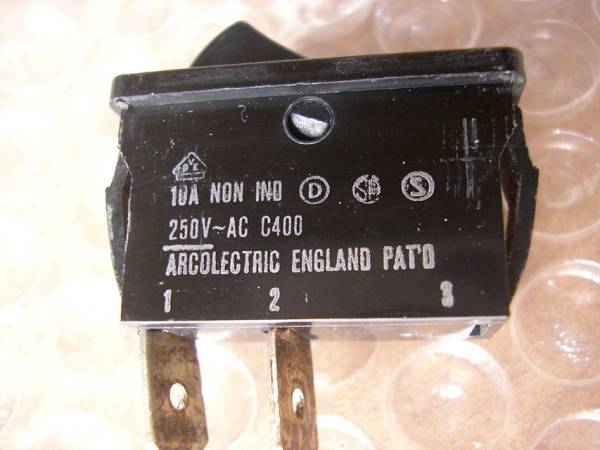 10A NON IND D
250V~AC C400
ARCOLECTRIC ENGLAND PAT'D
1 2 3